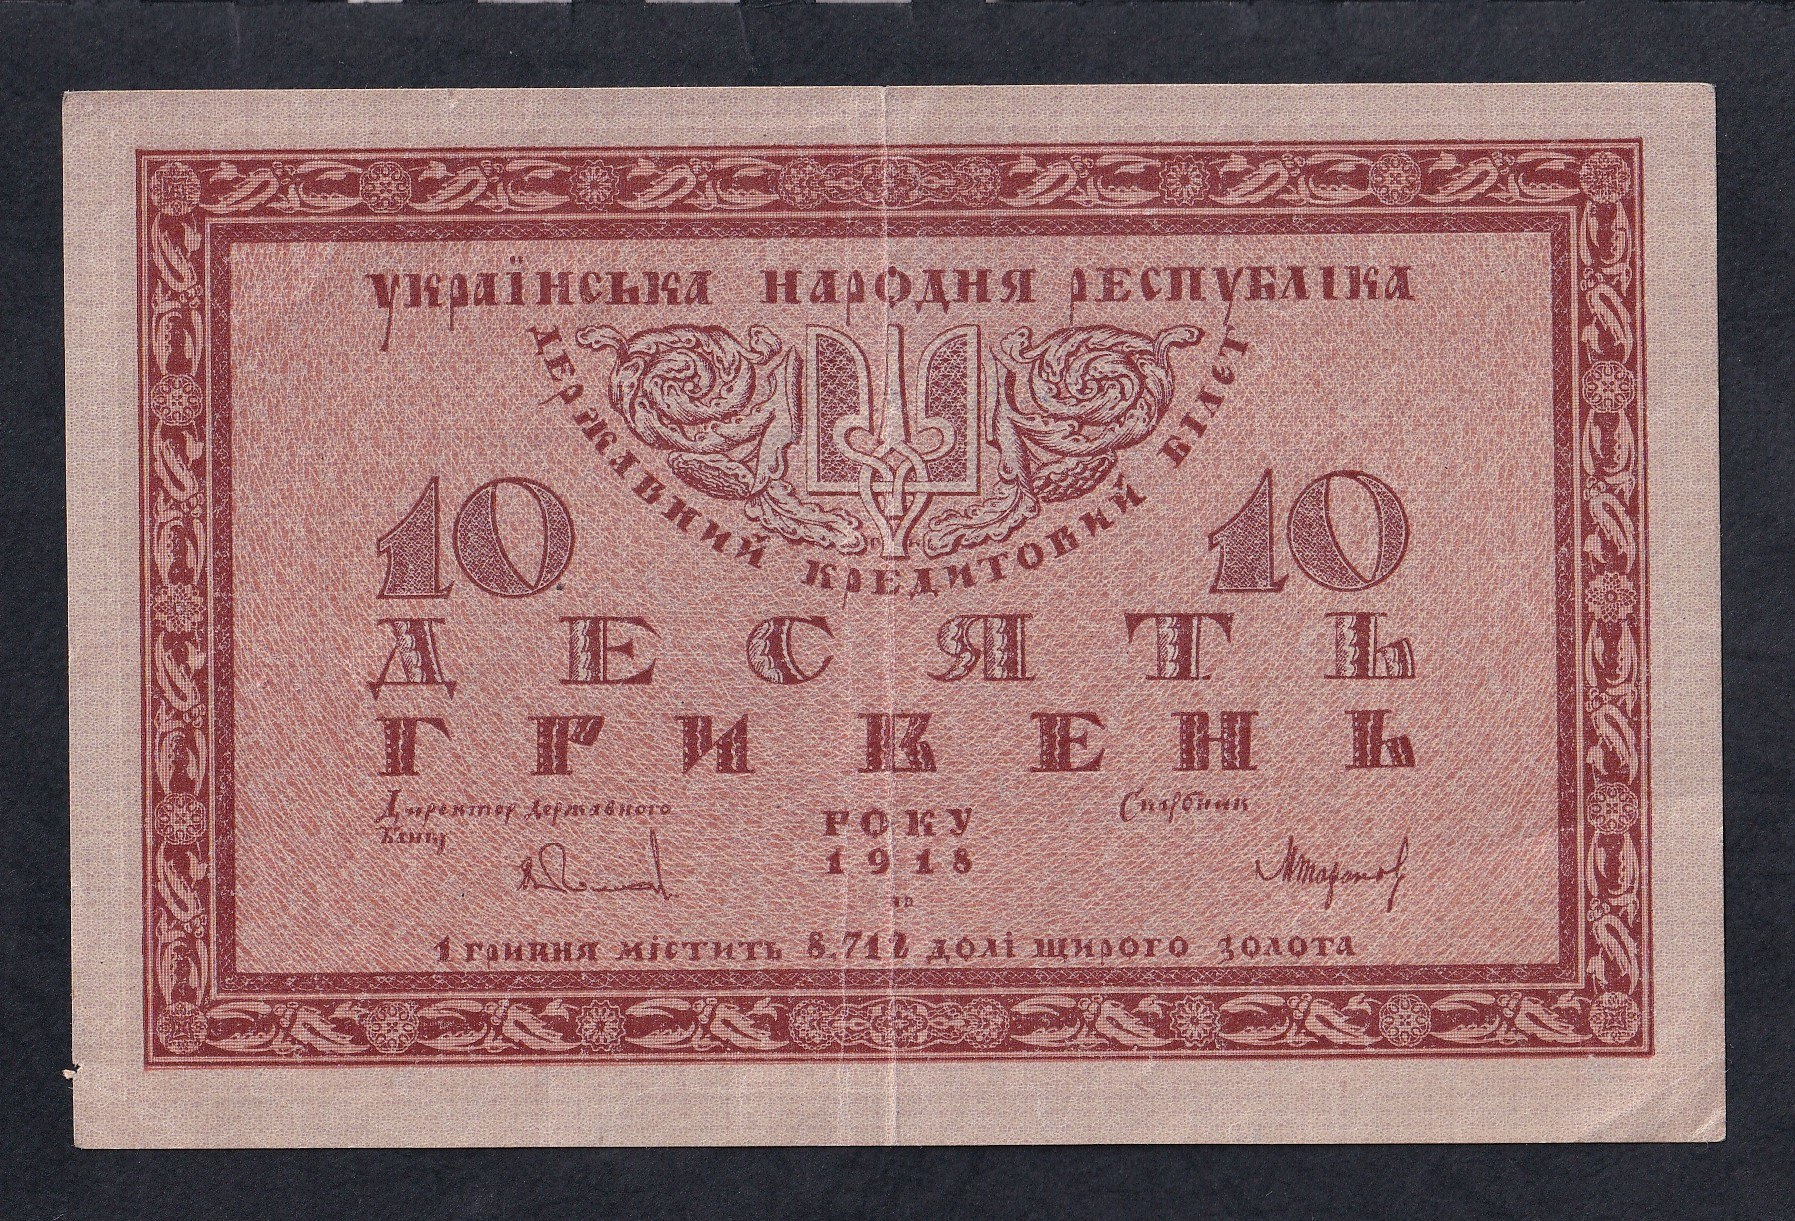 УКРАЇНСЬКА НАРОДНЯ РЕСПУБЛІКА
ДЕРЖАВНИЙ КРЕДИТОВИЙ БІЛЕТ
10 10
ДЕСЯТЬ
ГРИВЕНЬ
Директор Державного Банку
Скарбник
РОКУ
1918
1 гривня містить 8.712 долі щирого золота